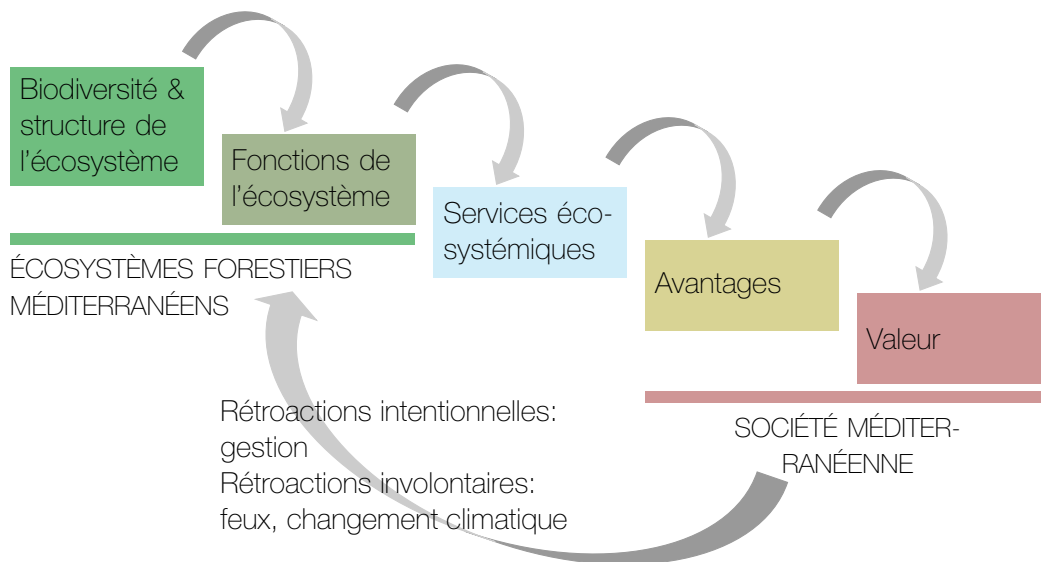 Biodiversité &
structure de
l'écosystème
Fonctions de
l'écosystème
Services éco-
systémiques
Avantages
Valeur
ÉCOSYSTÈMES FORESTIERS
MÉDITERRANÉENS
SOCIÉTÉ MÉDITER-
RANÉENNE
Rétroactions intentionnelles:
gestion
Rétroactions involontaires:
feux, changement climatique